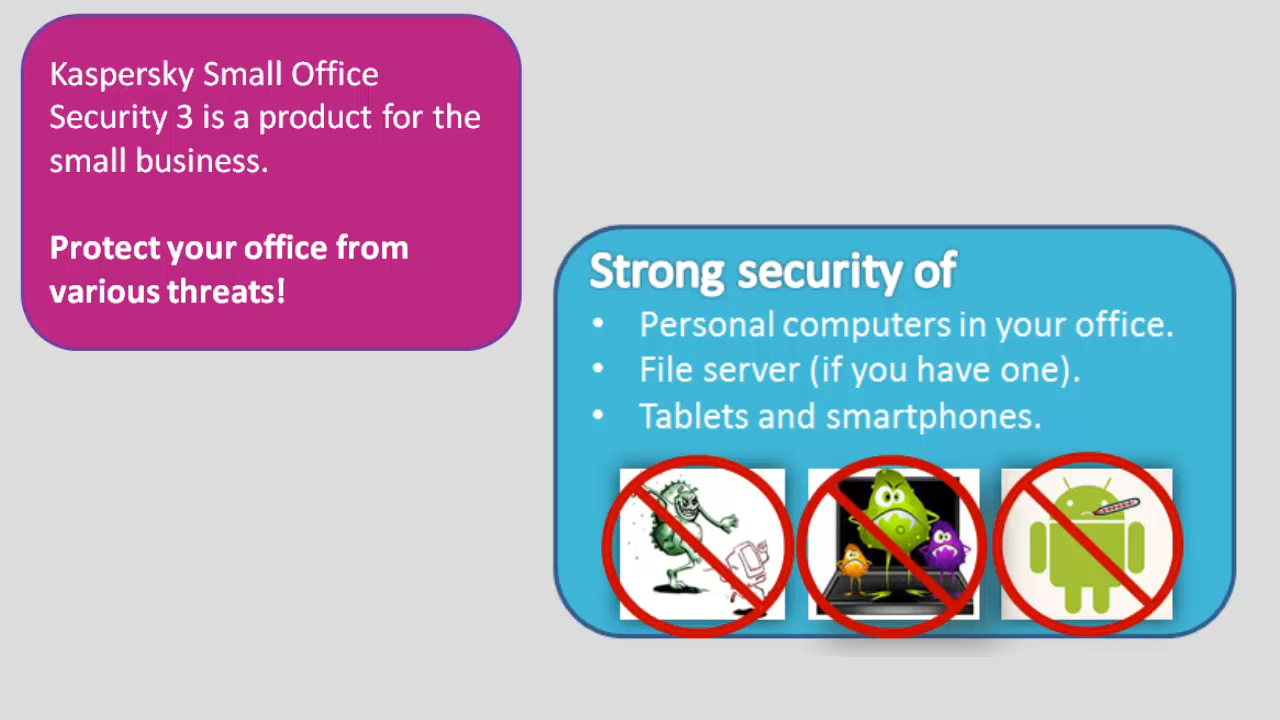 Kaspersky Small Office
Security 3 is a product for the
small business.
Protect your office from
various threats!
Strong security of
• Personal computers in your office.
• File server (if you have one).
• Tablets and smartphones.